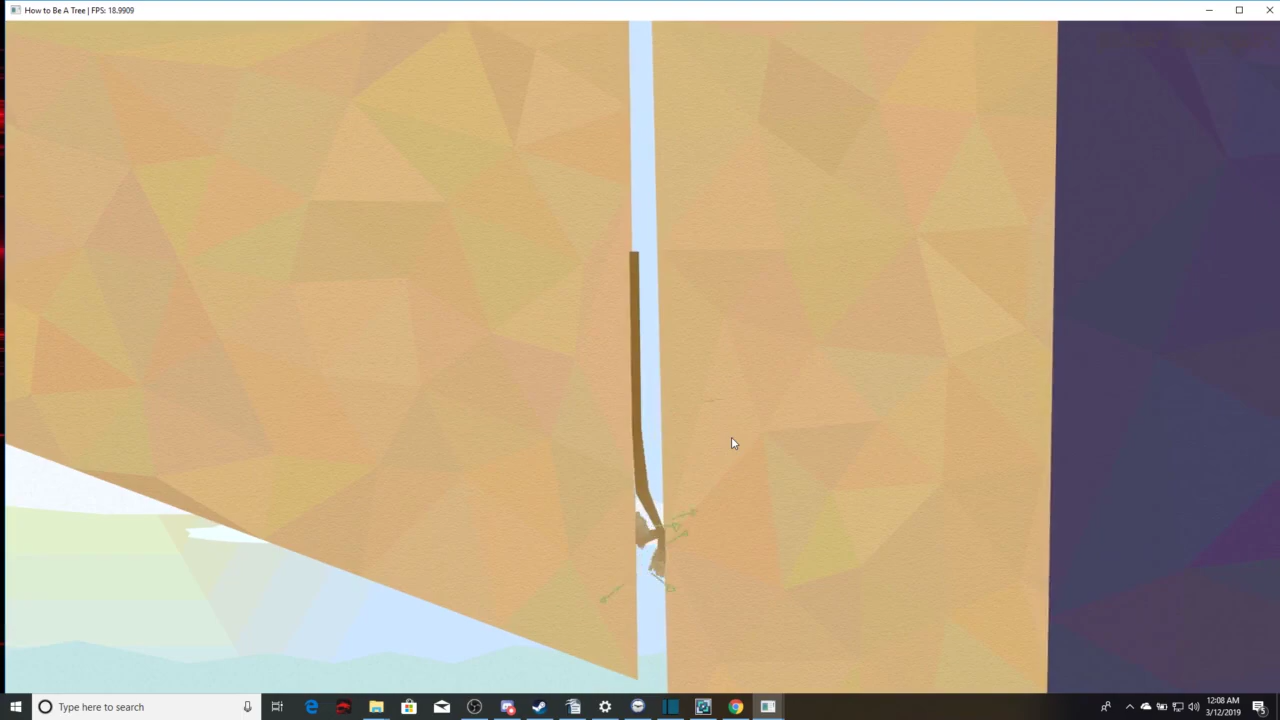 How to Be A Tree | FPS: 18.9909
Type here to search
12:08 AM
3/12/2019